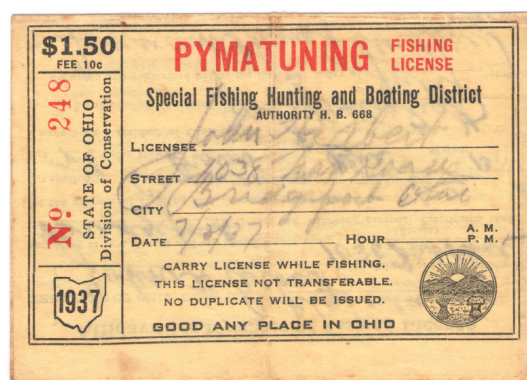 $1.50
FEE 10c
No 248
STATE OF OHIO
Division of Conservation
1937
PYMATUNING FISHING LICENSE
Special Fishing Hunting and Boating District
AUTHORITY H. B. 668
LICENSEE John
STREET
CITY Bridgeport Ohio
DATE HOUR A. M. P. M.
CARRY LICENSE WHILE FISHING.
THIS LICENSE NOT TRANSFERABLE.
NO DUPLICATE WILL BE ISSUED.
GOOD ANY PLACE IN OHIO